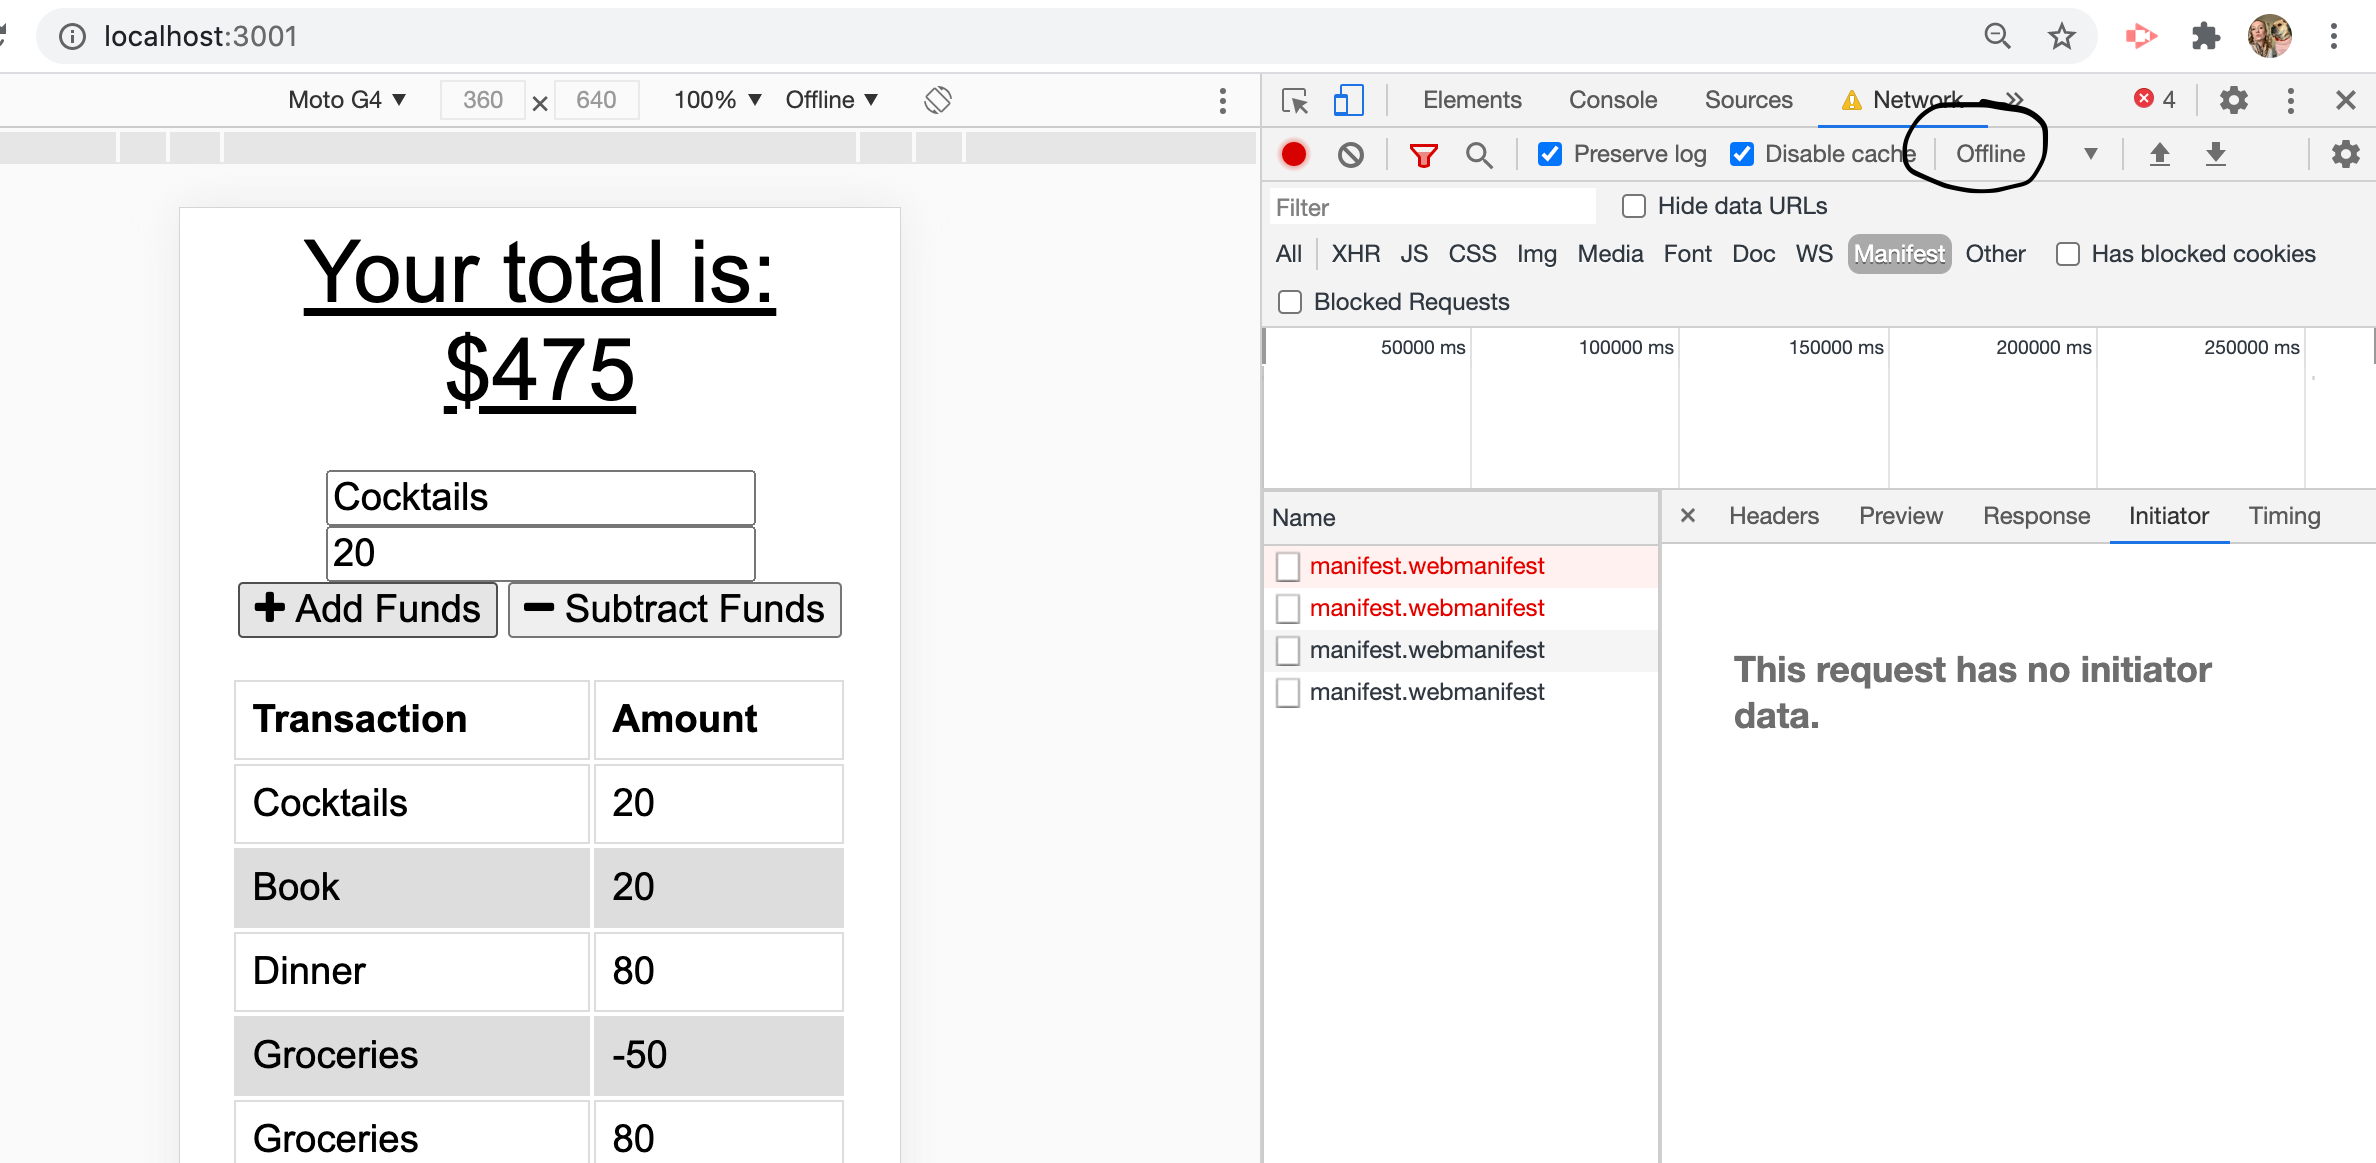 localhost:3001
Moto G4 ▼ 360 × 640 100% ▼ Offline ▼
Elements Console Sources Network » 4
Preserve log Disable cache Offline ▼
Filter Hide data URLs
All XHR JS CSS Img Media Font Doc WS Manifest Other Has blocked cookies
Blocked Requests
50000 ms 100000 ms 150000 ms 200000 ms 250000 ms
Name
manifest.webmanifest
manifest.webmanifest
manifest.webmanifest
manifest.webmanifest
× Headers Preview Response Initiator Timing
This request has no initiator
data.
Your total is:
$475
Cocktails
20
+ Add Funds − Subtract Funds
Transaction Amount
Cocktails 20
Book 20
Dinner 80
Groceries -50
Groceries 80